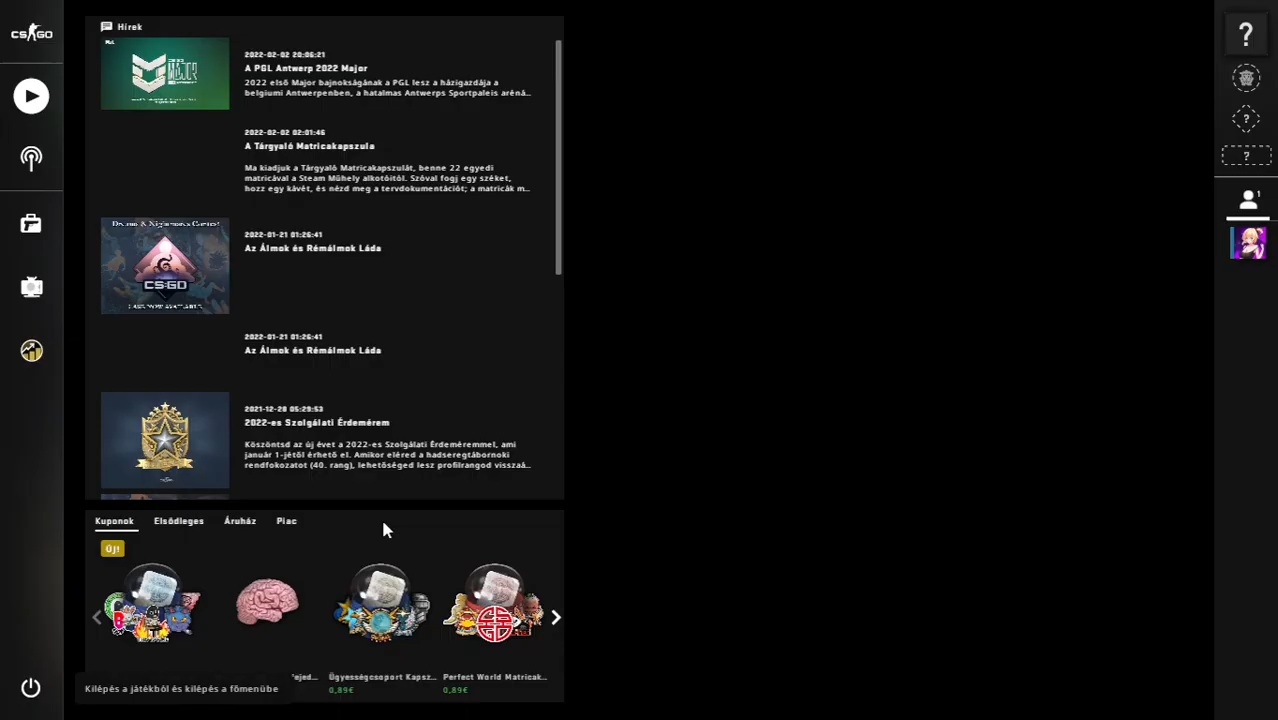 CS GO
Hírek
2022-02-02 20:06:21
A PGL Antwerp 2022 Major
2022 első Major bajnokságának a PGL lesz a házigazdája a
belgiumi Antwerpenben, a hatalmas Antwerps Sportpaleis aréná...
2022-02-02 02:01:46
A Tárgyaló Matricakapszula
Ma kiadjuk a Tárgyaló Matricakapszulát, benne 22 egyedi
matricával a Steam Műhely alkotóitól. Szóval fogj egy széket,
hozz egy kávét, és nézd meg a tervdokumentációt; a matricák m...
Dreams & Nightmares Contest
CS:GO
2022-01-21 01:26:41
Az Álmok és Rémálmok Láda
2022-01-21 01:26:41
Az Álmok és Rémálmok Láda
2021-12-28 05:29:53
2022-es Szolgálati Érdemérem
Köszöntsd az új évet a 2022-es Szolgálati Érdeméremmel, ami
január 1-jétől érhető el. Amikor eléred a hadseregtábornoki
rendfokozatot (40. rang), lehetőséged lesz profilrangod visszaá...
Kuponok Elsődleges Áruház Piac
Új!
ejed... Ügyességcsoport Kapsz... Perfect World Matricak...
0,89€ 0,89€
Kilépés a játékból és kilépés a főmenübe
?
?
?
1